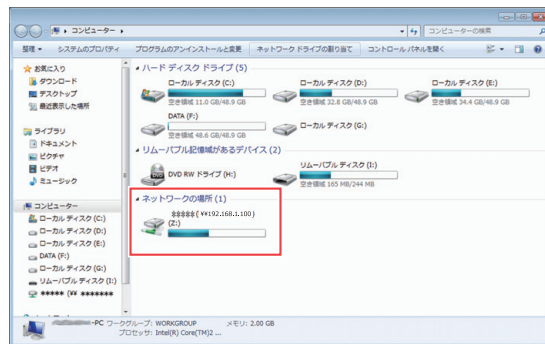 コンピューター
コンピューターの検索
整理 システムのプロパティ プログラムのアンインストールと変更 ネットワーク ドライブの割り当て コントロール パネルを開く
お気に入り
ダウンロード
デスクトップ
最近表示した場所
ライブラリ
ドキュメント
ピクチャ
ビデオ
ミュージック
コンピューター
ローカル ディスク (C:)
ローカル ディスク (D:)
ローカル ディスク (E:)
DATA (F:)
ローカル ディスク (G:)
リムーバブル ディスク (I:)
***** (¥¥ *******
ハード ディスク ドライブ (5)
ローカル ディスク (C:)
空き領域 11.0 GB/48.9 GB
ローカル ディスク (D:)
空き領域 32.8 GB/48.9 GB
ローカル ディスク (E:)
空き領域 34.4 GB/48.9 GB
DATA (F:)
空き領域 48.6 GB/48.9 GB
ローカル ディスク (G:)
リムーバブル記憶域があるデバイス (2)
DVD RW ドライブ (H:)
リムーバブル ディスク (I:)
空き領域 165 MB/244 MB
ネットワークの場所 (1)
*****( ¥¥192.168.1.100)
(Z:)
-PC ワークグループ: WORKGROUP メモリ: 2.00 GB
プロセッサ: Intel(R) Core(TM)2 ...